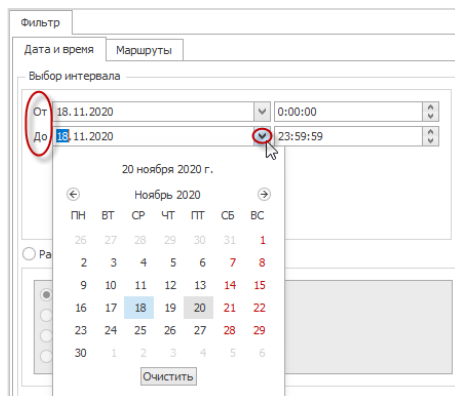 Фильтр
Дата и время Маршруты
Выбор интервала
От 18.11.2020 0:00:00
До 18.11.2020 23:59:59
20 ноября 2020 г.
Ноябрь 2020
ПН ВТ СР ЧТ ПТ СБ ВС
26 27 28 29 30 31 1
2 3 4 5 6 7 8
Ра
9 10 11 12 13 14 15
16 17 18 19 20 21 22
23 24 25 26 27 28 29
30 1 2 3 4 5 6
Очистить